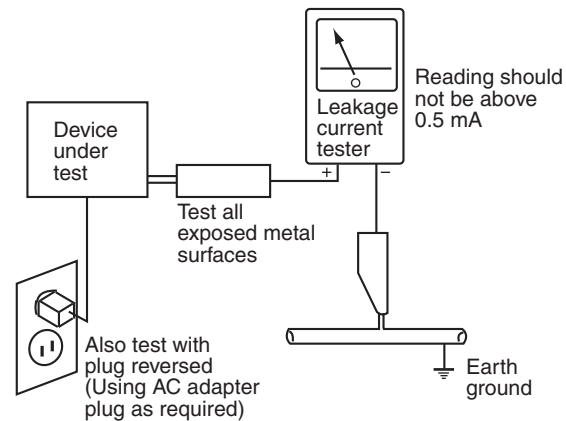 Device
under
test
Leakage
current
tester
+
−
Reading should
not be above
0.5 mA
Test all
exposed metal
surfaces
Also test with
plug reversed
(Using AC adapter
plug as required)
Earth
ground